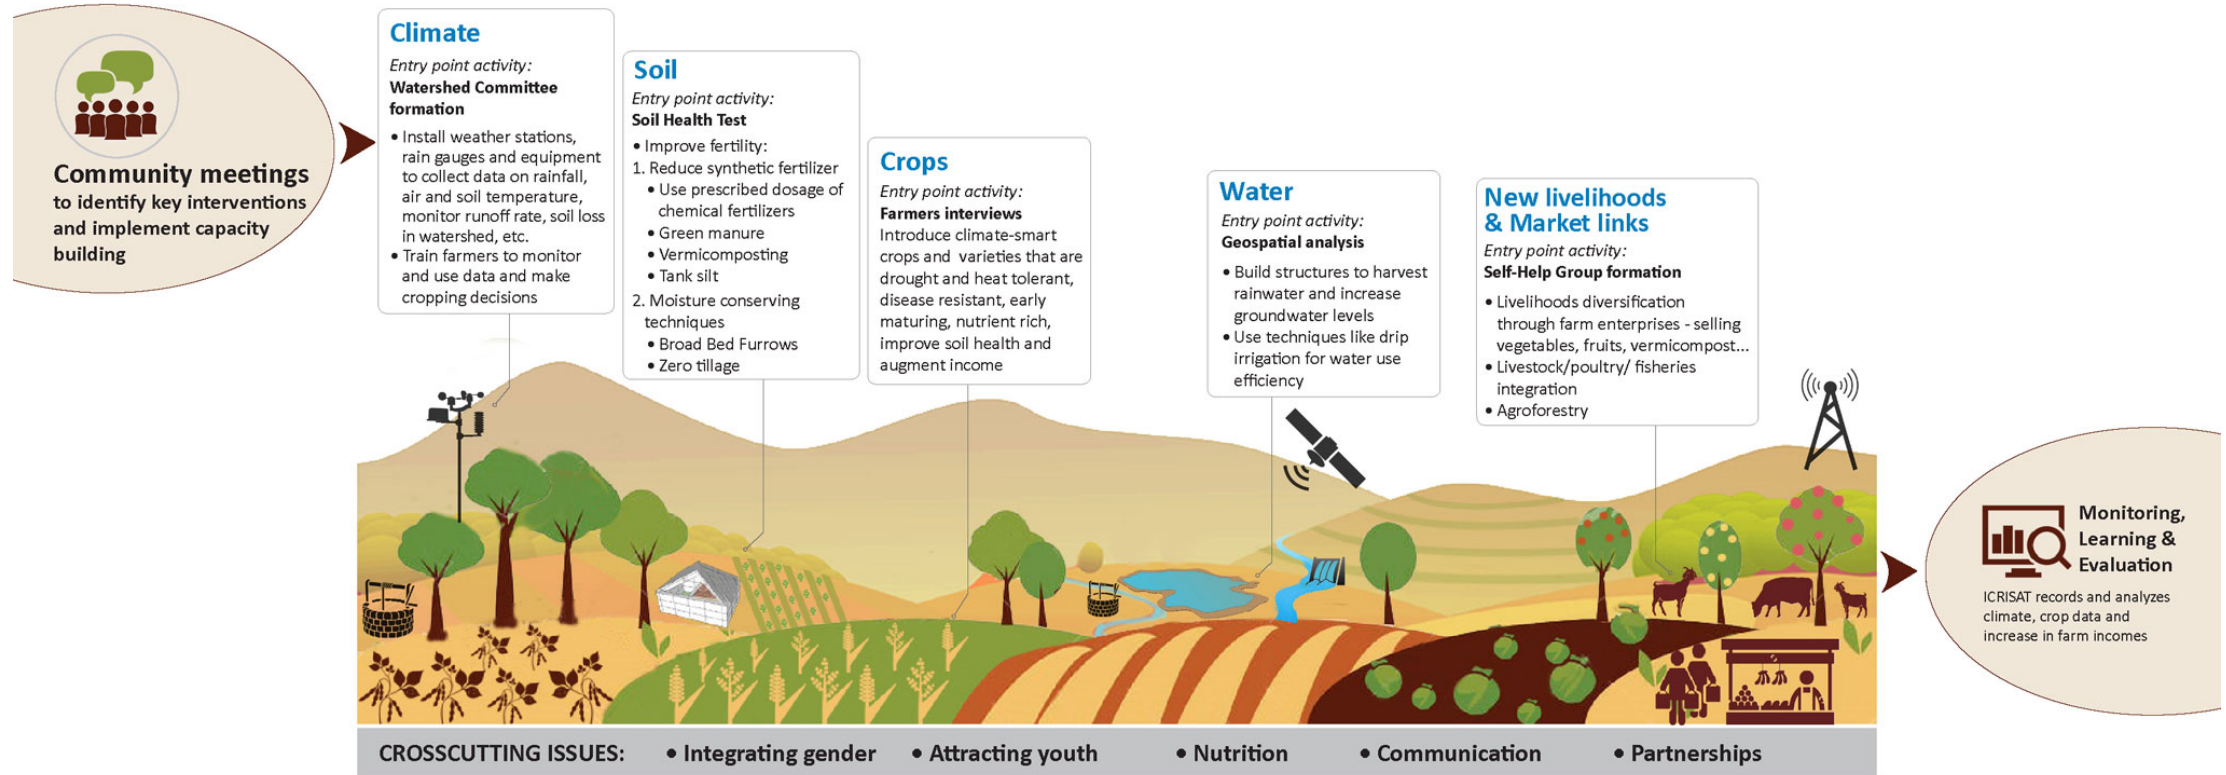 Community meetings
to identify key interventions
and implement capacity
building
Climate
Entry point activity:
Watershed Committee
formation
• Install weather stations,
rain gauges and equipment
to collect data on rainfall,
air and soil temperature,
monitor runoff rate, soil loss
in watershed, etc.
• Train farmers to monitor
and use data and make
cropping decisions
Soil
Entry point activity:
Soil Health Test
• Improve fertility:
1. Reduce synthetic fertilizer
• Use prescribed dosage of
chemical fertilizers
• Green manure
• Vermicomposting
• Tank silt
2. Moisture conserving
techniques
• Broad Bed Furrows
• Zero tillage
Crops
Entry point activity:
Farmers interviews
Introduce climate-smart
crops and varieties that are
drought and heat tolerant,
disease resistant, early
maturing, nutrient rich,
improve soil health and
augment income
Water
Entry point activity:
Geospatial analysis
• Build structures to harvest
rainwater and increase
groundwater levels
• Use techniques like drip
irrigation for water use
efficiency
New livelihoods
& Market links
Entry point activity:
Self-Help Group formation
• Livelihoods diversification
through farm enterprises - selling
vegetables, fruits, vermicompost...
• Livestock/poultry/ fisheries
integration
• Agroforestry
Monitoring,
Learning &
Evaluation
ICRISAT records and analyzes
climate, crop data and
increase in farm incomes
CROSSCUTTING ISSUES: • Integrating gender • Attracting youth • Nutrition • Communication • Partnerships